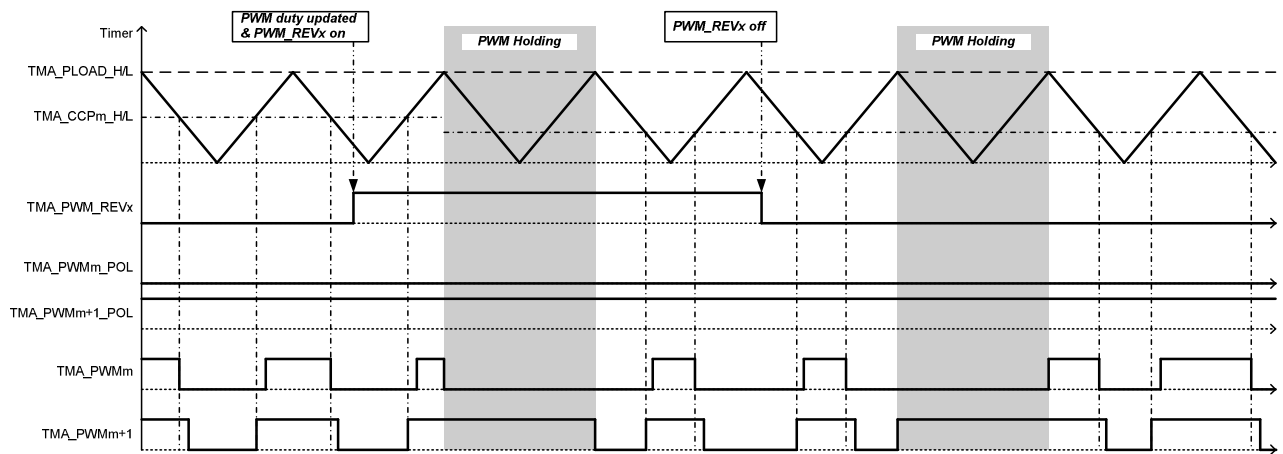 PWM duty updated
& PWM_REVx on
PWM Holding
PWM_REVx off
PWM Holding
Timer
TMA_PLOAD_H/L
TMA_CCPm_H/L
TMA_PWM_REVx
TMA_PWMm_POL
TMA_PWMm+1_POL
TMA_PWMm
TMA_PWMm+1